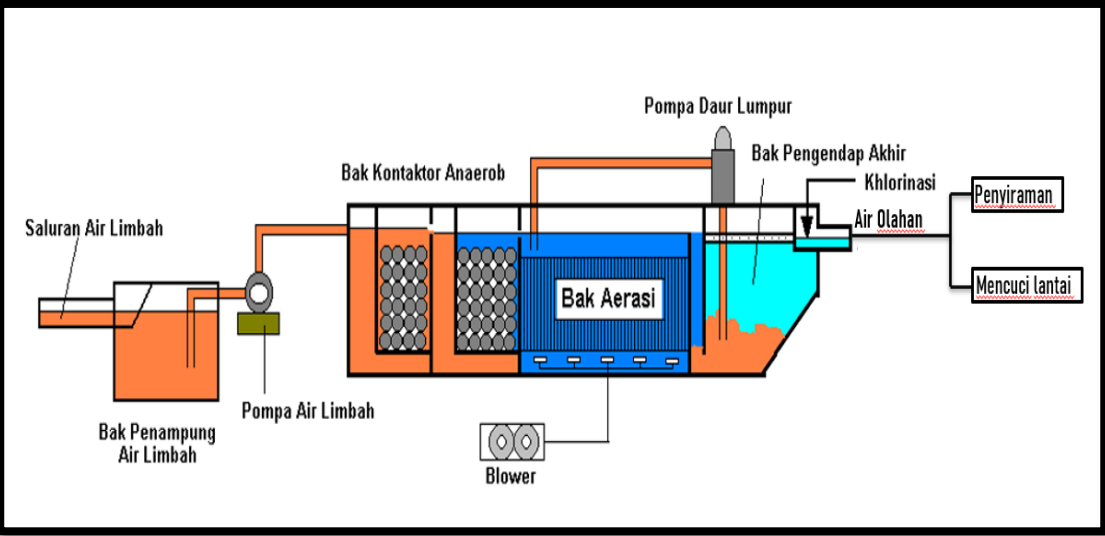 Pompa Daur Lumpur
Bak Pengendap Akhir
Bak Kontaktor Anaerob
Khlorinasi
Penyiraman
Saluran Air Limbah
Air Olahan
Bak Aerasi
Mencuci lantai
Pompa Air Limbah
Bak Penampung
Air Limbah
Blower